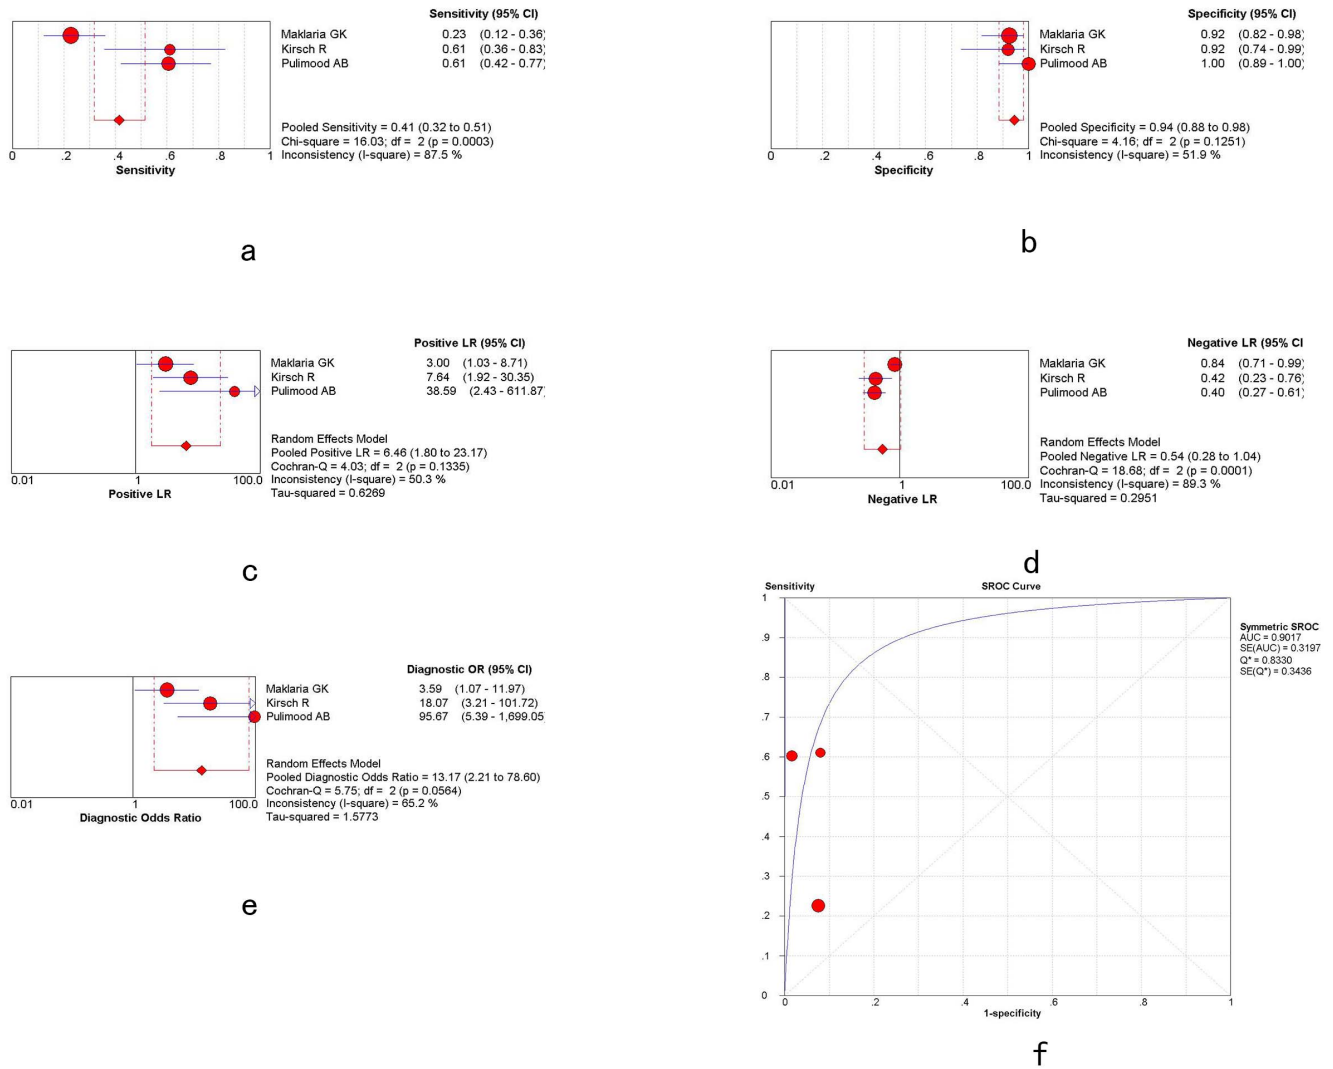 Sensitivity (95% CI)
Maklaria GK 0.23 (0.12 - 0.36)
Kirsch R 0.61 (0.36 - 0.83)
Pulimood AB 0.61 (0.42 - 0.77)
Pooled Sensitivity = 0.41 (0.32 to 0.51)
Chi-square = 16.03; df = 2 (p = 0.0003)
Inconsistency (I-square) = 87.5 %
0 .2 .4 .6 .8 1
Sensitivity
a
Specificity (95% CI)
Maklaria GK 0.92 (0.82 - 0.98)
Kirsch R 0.92 (0.74 - 0.99)
Pulimood AB 1.00 (0.89 - 1.00)
Pooled Specificity = 0.94 (0.88 to 0.98)
Chi-square = 4.16; df = 2 (p = 0.1251)
Inconsistency (I-square) = 51.9 %
0 .2 .4 .6 .8 1
Specificity
b
Positive LR (95% CI)
Maklaria GK 3.00 (1.03 - 8.71)
Kirsch R 7.64 (1.92 - 30.35)
Pulimood AB 38.59 (2.43 - 611.87)
Random Effects Model
Pooled Positive LR = 6.46 (1.80 to 23.17)
Cochran-Q = 4.03; df = 2 (p = 0.1335)
Inconsistency (I-square) = 50.3 %
Tau-squared = 0.6269
0.01 1 100.0
Positive LR
c
Negative LR (95% CI
Maklaria GK 0.84 (0.71 - 0.99)
Kirsch R 0.42 (0.23 - 0.76)
Pulimood AB 0.40 (0.27 - 0.61)
Random Effects Model
Pooled Negative LR = 0.54 (0.28 to 1.04)
Cochran-Q = 18.68; df = 2 (p = 0.0001)
Inconsistency (I-square) = 89.3 %
Tau-squared = 0.2951
0.01 1 100.0
Negative LR
d
Diagnostic OR (95% CI)
Maklaria GK 3.59 (1.07 - 11.97)
Kirsch R 18.07 (3.21 - 101.72)
Pulimood AB 95.67 (5.39 - 1,699.05)
Random Effects Model
Pooled Diagnostic Odds Ratio = 13.17 (2.21 to 78.60)
Cochran-Q = 5.75; df = 2 (p = 0.0564)
Inconsistency (I-square) = 65.2 %
Tau-squared = 1.5773
0.01 1 100.0
Diagnostic Odds Ratio
e
Sensitivity SROC Curve
1
.9
.8
.7
.6
.5
.4
.3
.2
.1
0
0 .2 .4 .6 .8 1
1-specificity
Symmetric SROC
AUC = 0.9017
SE(AUC) = 0.3197
Q* = 0.8330
SE(Q*) = 0.3436
f